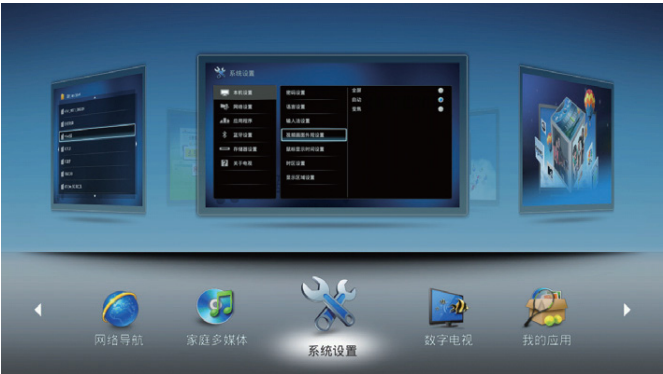 系统设置
本机设置
网络设置
应用程序
蓝牙设置
存储器设置
关于电视
密码设置
语言设置
输入法设置
视频画面外观设置
鼠标显示时间设置
时区设置
显示区域设置
全屏
自动
网络导航
家庭多媒体
系统设置
数字电视
我的应用